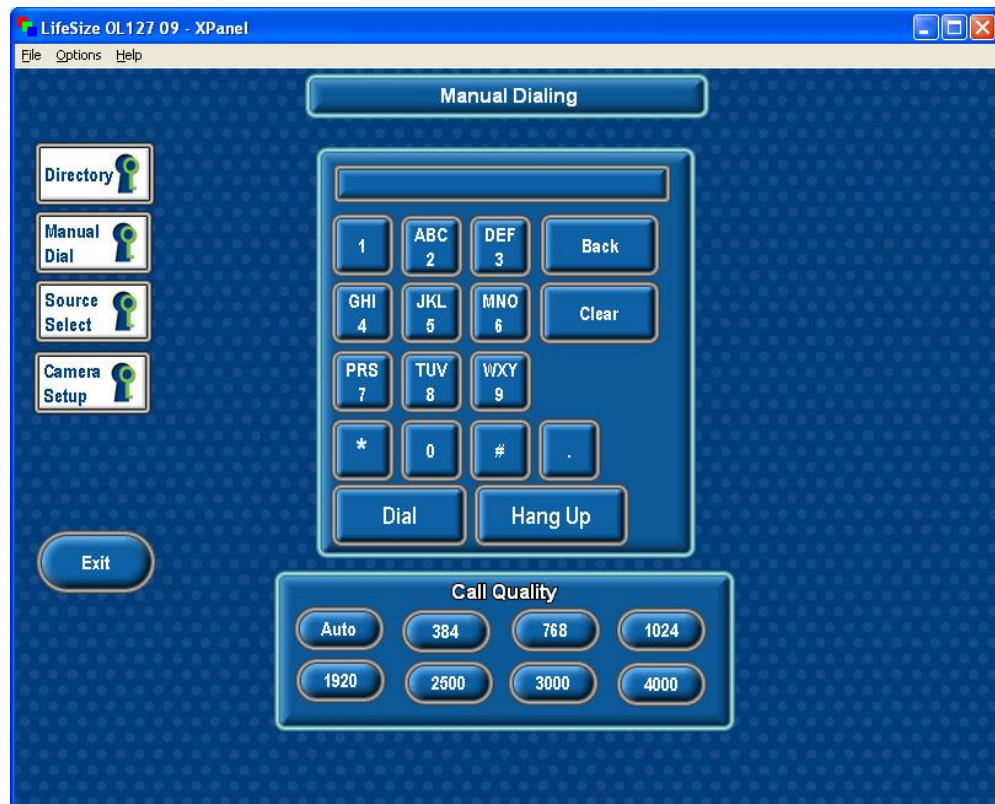 LifeSize OL127 09 - XPanel
File Options Help
Manual Dialing
Directory
Manual
Dial
Source
Select
Camera
Setup
Exit
1
ABC
2
DEF
3
Back
GHI
4
JKL
5
MNO
6
Clear
PRS
7
TUV
8
WXY
9
*
0
#
.
Dial
Hang Up
Call Quality
Auto
384
768
1024
1920
2500
3000
4000